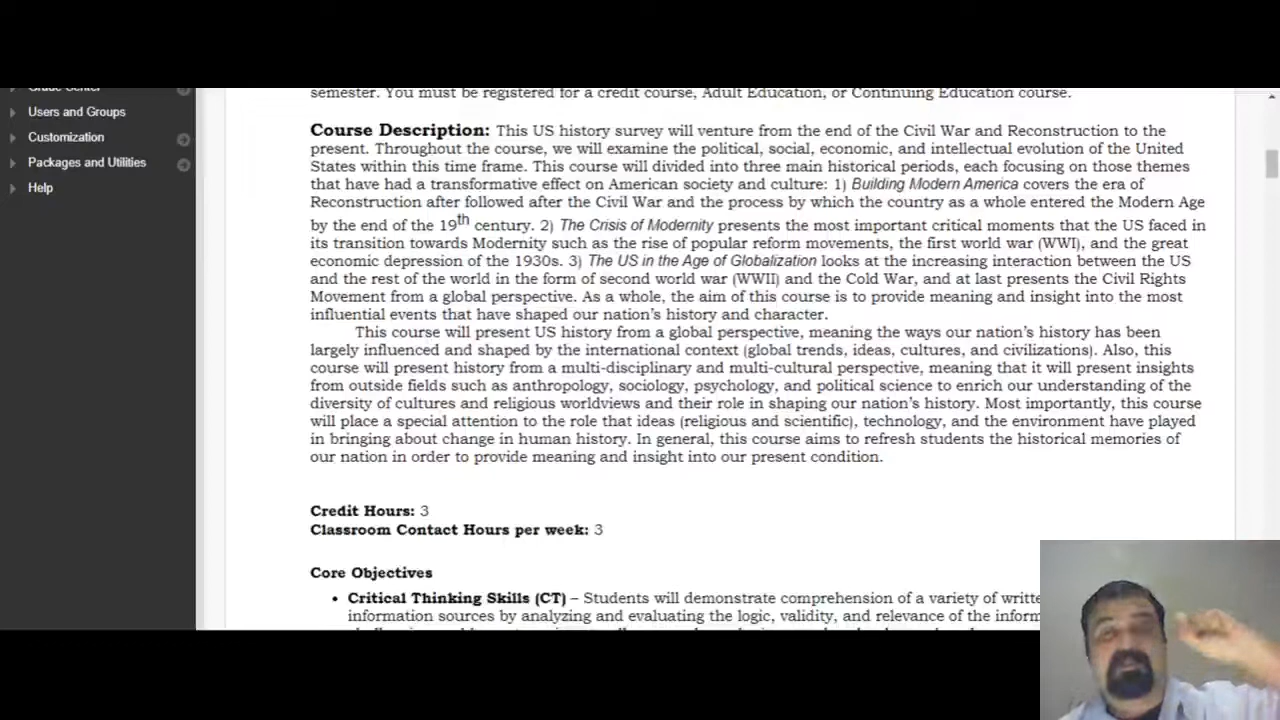 Grade Center
Users and Groups
Customization
Packages and Utilities
Help
semester. You must be registered for a credit course, Adult Education, or Continuing Education course.
Course Description: This US history survey will venture from the end of the Civil War and Reconstruction to the
present. Throughout the course, we will examine the political, social, economic, and intellectual evolution of the United
States within this time frame. This course will divided into three main historical periods, each focusing on those themes
that have had a transformative effect on American society and culture: 1) Building Modern America covers the era of
Reconstruction after followed after the Civil War and the process by which the country as a whole entered the Modern Age
by the end of the 19th century. 2) The Crisis of Modernity presents the most important critical moments that the US faced in
its transition towards Modernity such as the rise of popular reform movements, the first world war (WWI), and the great
economic depression of the 1930s. 3) The US in the Age of Globalization looks at the increasing interaction between the US
and the rest of the world in the form of second world war (WWII) and the Cold War, and at last presents the Civil Rights
Movement from a global perspective. As a whole, the aim of this course is to provide meaning and insight into the most
influential events that have shaped our nation's history and character.
This course will present US history from a global perspective, meaning the ways our nation's history has been
largely influenced and shaped by the international context (global trends, ideas, cultures, and civilizations). Also, this
course will present history from a multi-disciplinary and multi-cultural perspective, meaning that it will present insights
from outside fields such as anthropology, sociology, psychology, and political science to enrich our understanding of the
diversity of cultures and religious worldviews and their role in shaping our nation's history. Most importantly, this course
will place a special attention to the role that ideas (religious and scientific), technology, and the environment have played
in bringing about change in human history. In general, this course aims to refresh students the historical memories of
our nation in order to provide meaning and insight into our present condition.
Credit Hours: 3
Classroom Contact Hours per week: 3
Core Objectives
• Critical Thinking Skills (CT) – Students will demonstrate comprehension of a variety of
information sources by analyzing and evaluating the logic, validity, and relevance of the